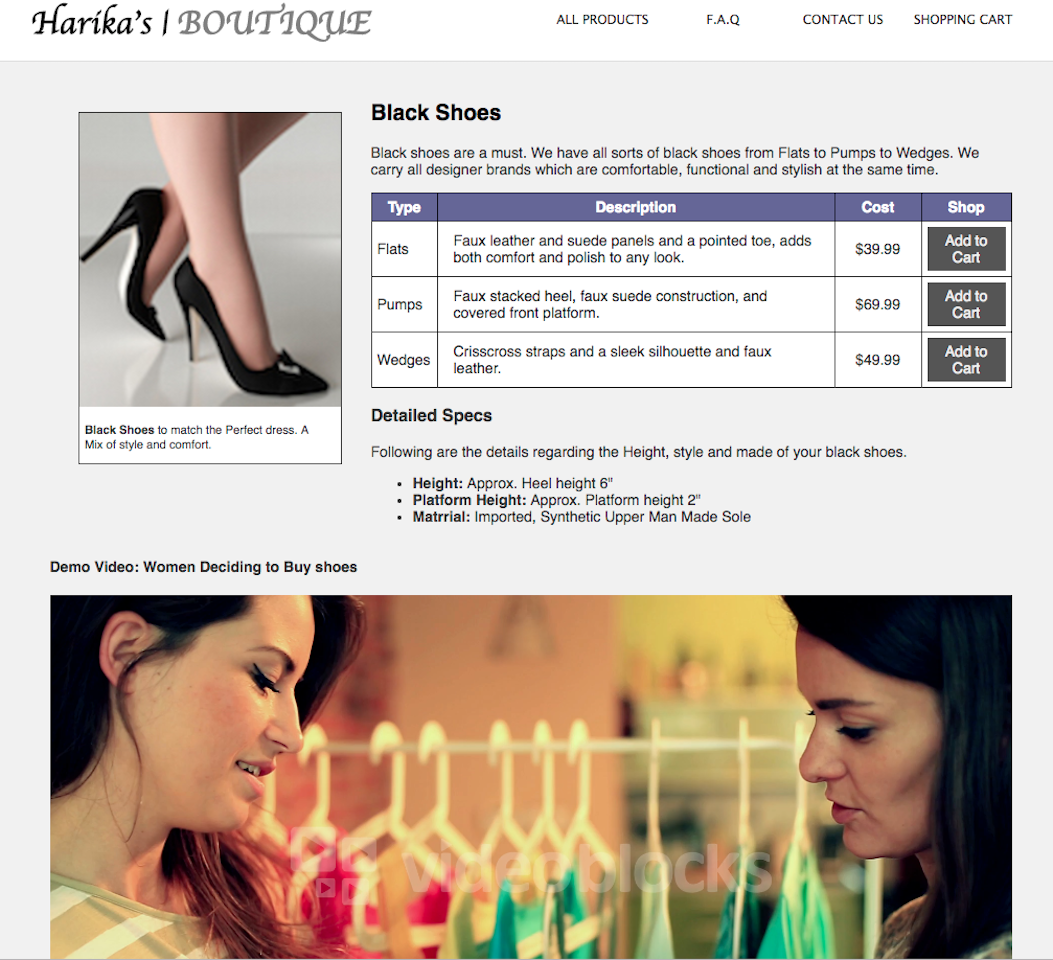 Harika's | BOUTIQUE
ALL PRODUCTS F.A.Q CONTACT US SHOPPING CART
Black Shoes
Black shoes are a must. We have all sorts of black shoes from Flats to Pumps to Wedges. We
carry all designer brands which are comfortable, functional and stylish at the same time.
Type Description Cost Shop
Flats
Faux leather and suede panels and a pointed toe, adds
both comfort and polish to any look.
$39.99
Add to
Cart
Pumps
Faux stacked heel, faux suede construction, and
covered front platform.
$69.99
Add to
Cart
Wedges
Crisscross straps and a sleek silhouette and faux
leather.
$49.99
Add to
Cart
Black Shoes to match the Perfect dress. A
Mix of style and comfort.
Detailed Specs
Following are the details regarding the Height, style and made of your black shoes.
• Height: Approx. Heel height 6"
• Platform Height: Approx. Platform height 2"
• Matrrial: Imported, Synthetic Upper Man Made Sole
Demo Video: Women Deciding to Buy shoes
videoblocks